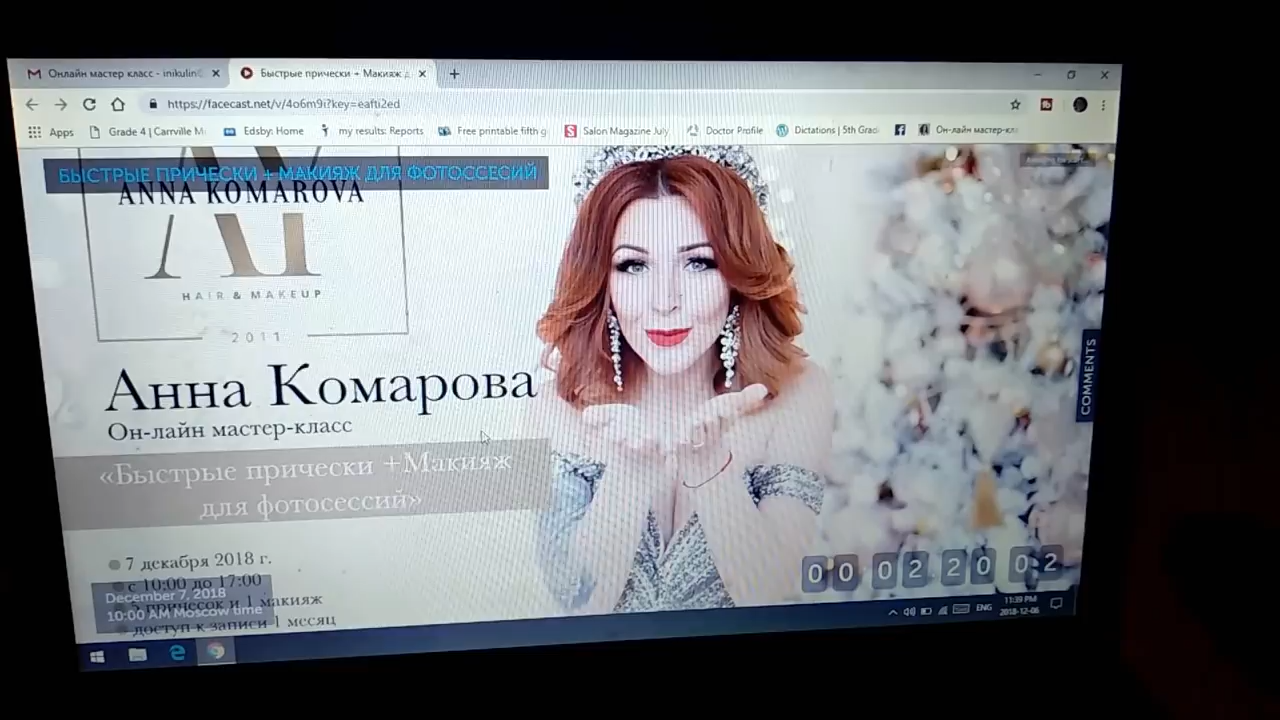 Онлайн мастер класс - inikulin
Быстрые прически + Макияж д
https://facecast.net/v/4o6m9i?key=eafti2ed
Apps
Grade 4 | Carrville M
Edsby: Home
my results: Reports
Free printable fifth g
Salon Magazine July
Doctor Profile
Dictations | 5th Grad
Он-лайн мастер-кл
БЫСТРЫЕ ПРИЧЕСКИ + МАКИЯЖ ДЛЯ ФОТОССЕСИЙ
ANNA KOMAROVA
HAIR & MAKEUP
2011
Анна Комарова
Он-лайн мастер-класс
«Быстрые прически +Макияж
для фотосессий»
7 декабря 2018 г.
с 10:00 до 17:00
5 причесок и 1 макияж
доступ к записи 1 месяц
December 7, 2018
10:00 AM Moscow time
COMMENTS
00 02 20 02
ENG
11:39 PM
2018-12-06